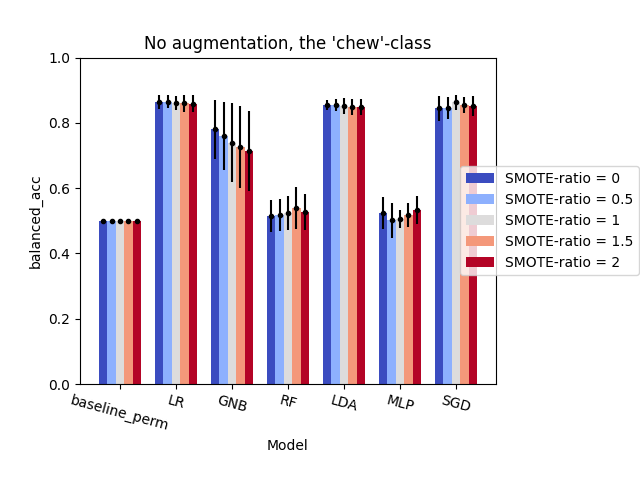 No augmentation, the 'chew'-class
balanced_acc
1.0
0.8
0.6
0.4
0.2
0.0
SMOTE-ratio = 0
SMOTE-ratio = 0.5
SMOTE-ratio = 1
SMOTE-ratio = 1.5
SMOTE-ratio = 2
baseline_perm LR GNB RF LDA MLP SGD
Model